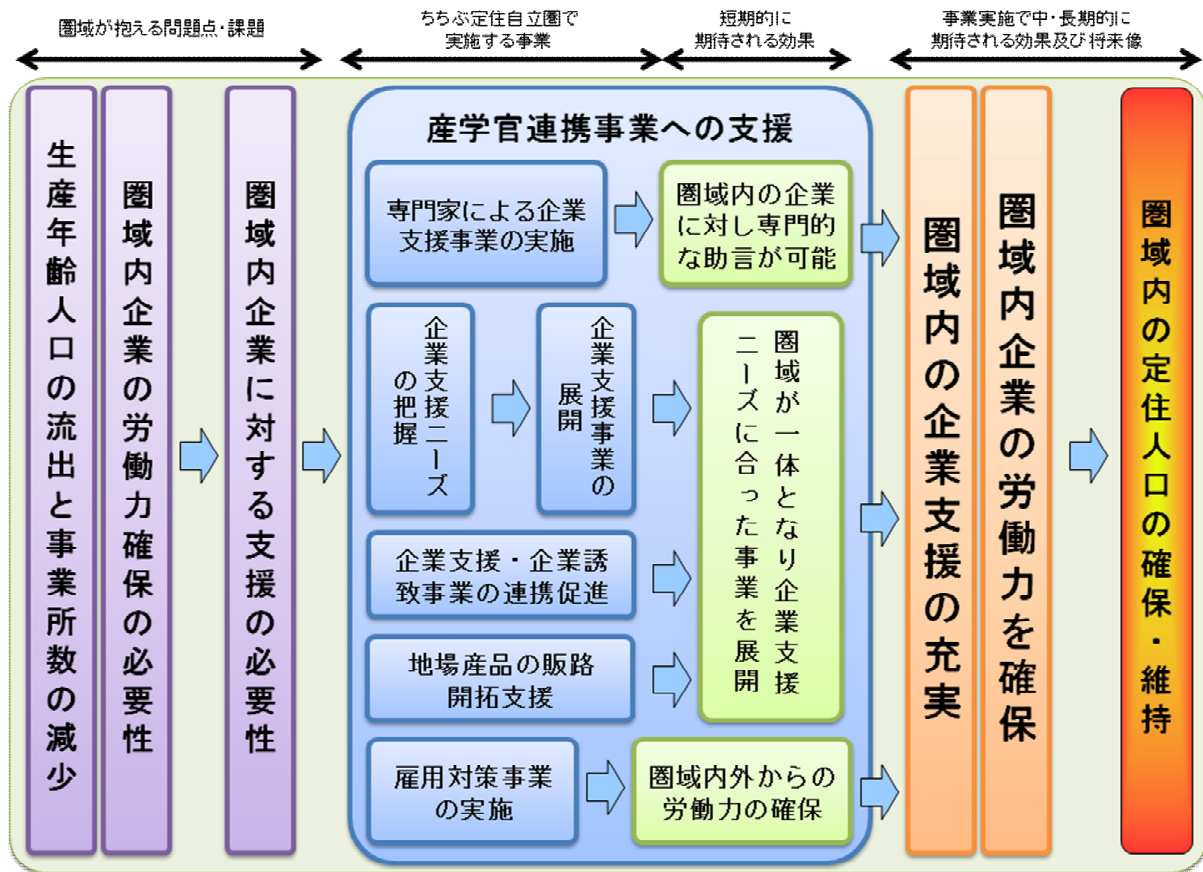 圏域が抱える問題点・課題
ちちぶ定住自立圏で
実施する事業
短期的に
期待される効果
事業実施で中・長期的に
期待される効果及び将来像
生産年齢人口の流出と事業所数の減少
圏域内企業の労働力確保の必要性
圏域内企業に対する支援の必要性
産学官連携事業への支援
専門家による企業
支援事業の実施
圏域内の企業
に対し専門的
な助言が可能
企業支援ニーズ
の把握
企業支援事業の
展開
圏域が一体となり企業支援
ニーズに合った事業を展開
企業支援・企業誘
致事業の連携促進
地場産品の販路
開拓支援
雇用対策事業
の実施
圏域内外からの
労働力の確保
圏域内の企業支援の充実
圏域内企業の労働力を確保
圏域内の定住人口の確保・維持